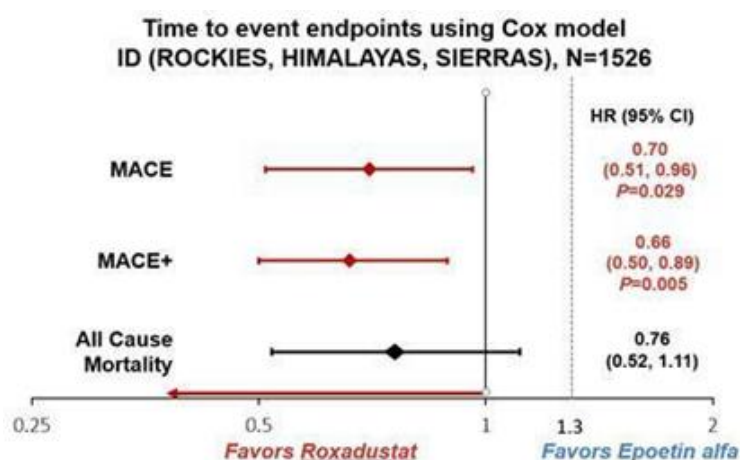 Time to event endpoints using Cox model
ID (ROCKIES, HIMALAYAS, SIERRAS), N=1526
HR (95% CI)
MACE
0.70
(0.51, 0.96)
P=0.029
MACE+
0.66
(0.50, 0.89)
P=0.005
All Cause
Mortality
0.76
(0.52, 1.11)
0.25 0.5 1 1.3 2
Favors Roxadustat Favors Epoetin alfa